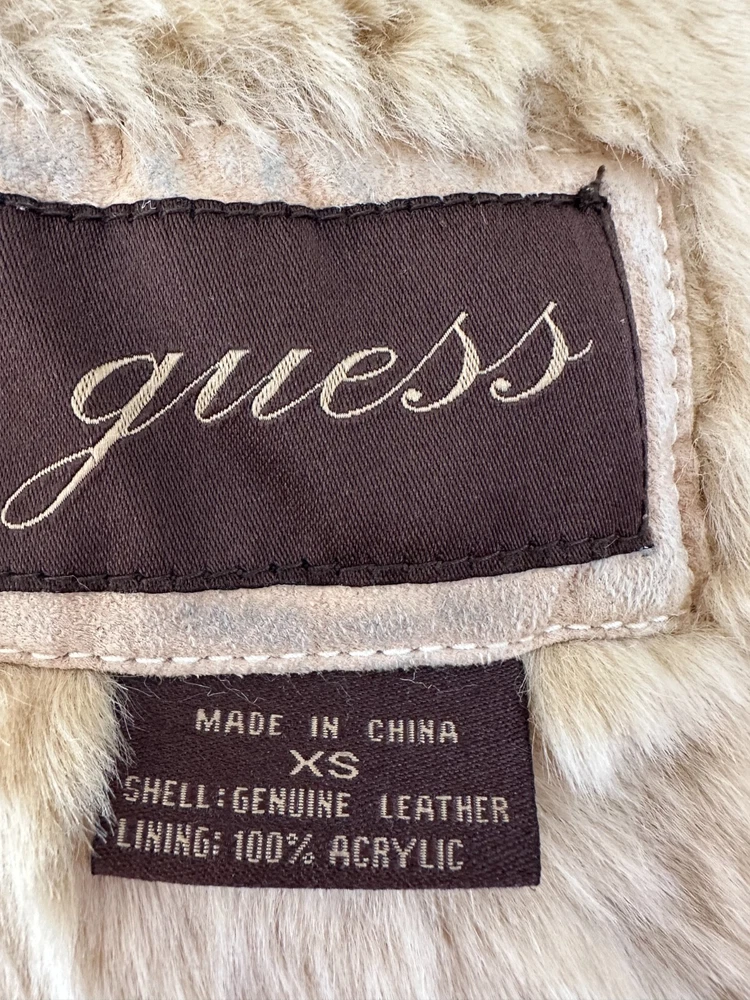 guess
MADE IN CHINA
XS
SHELL:GENUINE LEATHER
LINING: 100% ACRYLIC